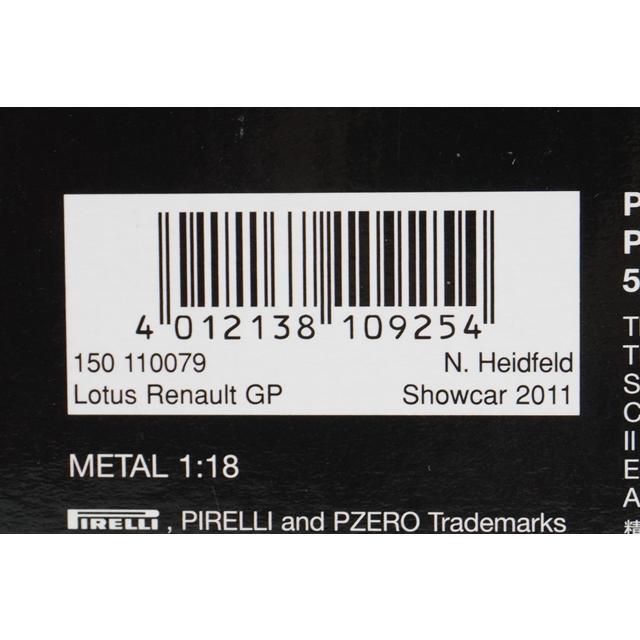 4 012138 109254
150 110079 N. Heidfeld
Lotus Renault GP Showcar 2011
METAL 1:18
PIRELLI, PIRELLI and PZERO Trademarks
P
P
5
T
T
S
C
II
E
A
精